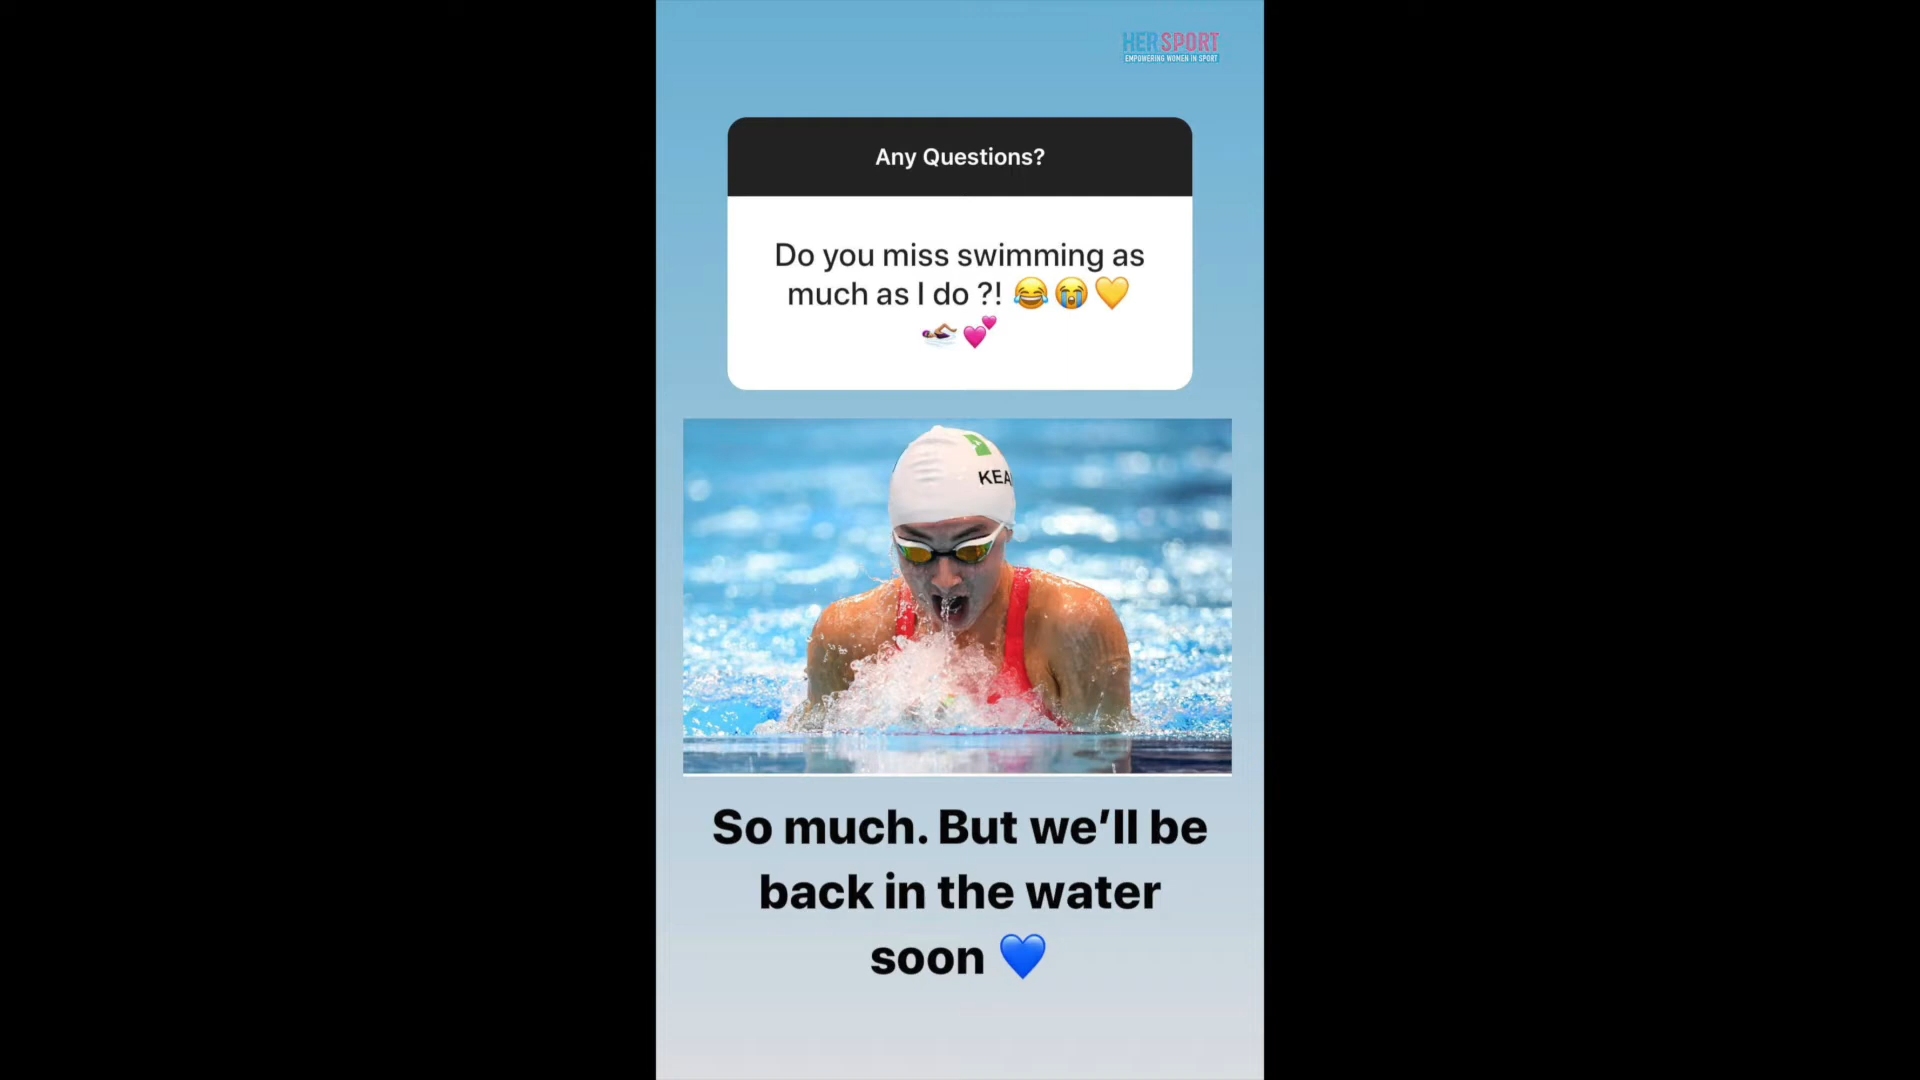 HER SPORT
EMPOWERING WOMEN IN SPORT
Any Questions?
Do you miss swimming as
much as I do ?! 😂😭💛
🏊🏽‍♀️💕
KEA
So much. But we’ll be
back in the water
soon 💙